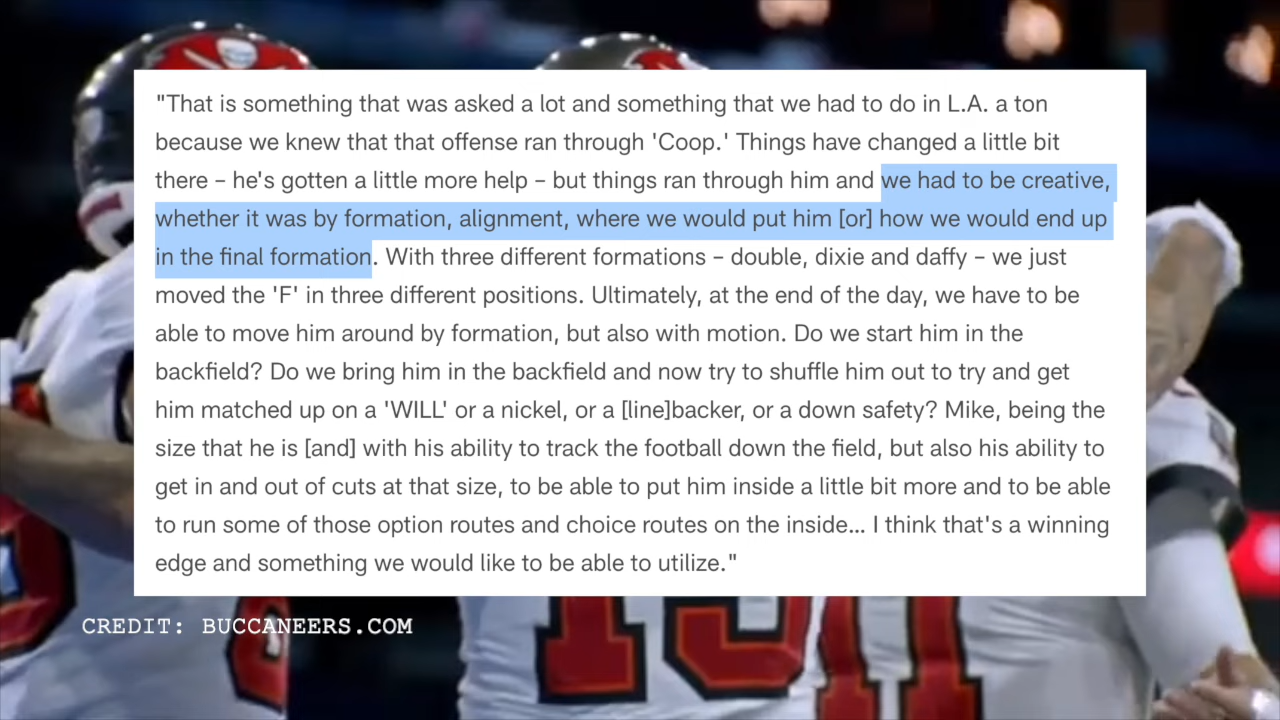 "That is something that was asked a lot and something that we had to do in L.A. a ton
because we knew that that offense ran through 'Coop.' Things have changed a little bit
there – he's gotten a little more help – but things ran through him and we had to be creative,
whether it was by formation, alignment, where we would put him [or] how we would end up
in the final formation. With three different formations – double, dixie and daffy – we just
moved the 'F' in three different positions. Ultimately, at the end of the day, we have to be
able to move him around by formation, but also with motion. Do we start him in the
backfield? Do we bring him in the backfield and now try to shuffle him out to try and get
him matched up on a 'WILL' or a nickel, or a [line]backer, or a down safety? Mike, being the
size that he is [and] with his ability to track the football down the field, but also his ability to
get in and out of cuts at that size, to be able to put him inside a little bit more and to be able
to run some of those option routes and choice routes on the inside... I think that's a winning
edge and something we would like to be able to utilize."
CREDIT: BUCCANEERS.COM